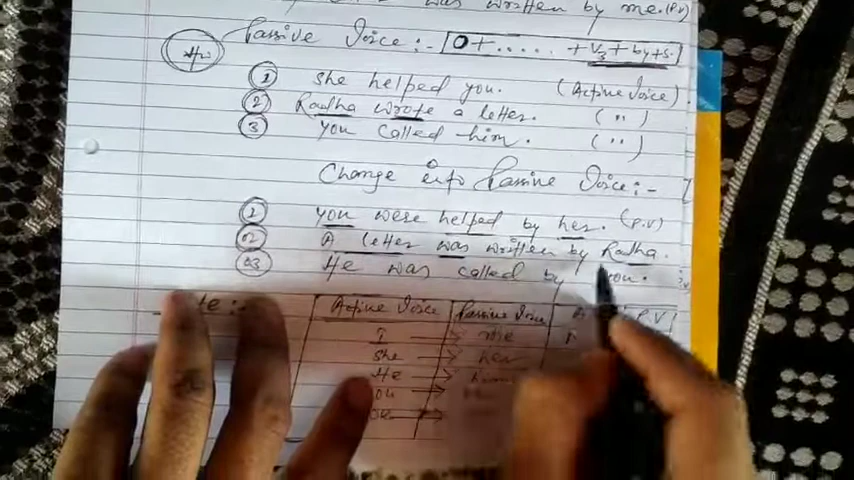 was written by me. (P.V)
Passive Voice :- O + ..... + V3 + by + S.
① she helped you. (Active Voice)
② Radha wrote a letter. ( " )
③ you called him. ( " )
Change into Passive Voice :-
① you were helped by her. (P.V)
02 A letter was written by Radha.
03 He was called by you.
Active Voice Passive Voice P.V
I → me
she → her
He → him